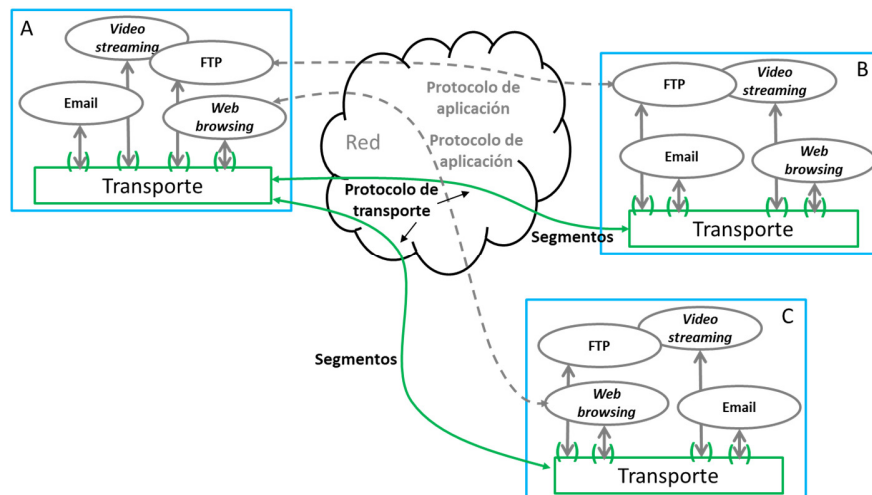 A
Video
streaming
FTP
Email
Web
browsing
Transporte
Red
Protocolo de
aplicación
Protocolo de
aplicación
Protocolo de
transporte
Segmentos
Segmentos
B
FTP
Video
streaming
Email
Web
browsing
Transporte
C
Video
streaming
FTP
Web
browsing
Email
Transporte